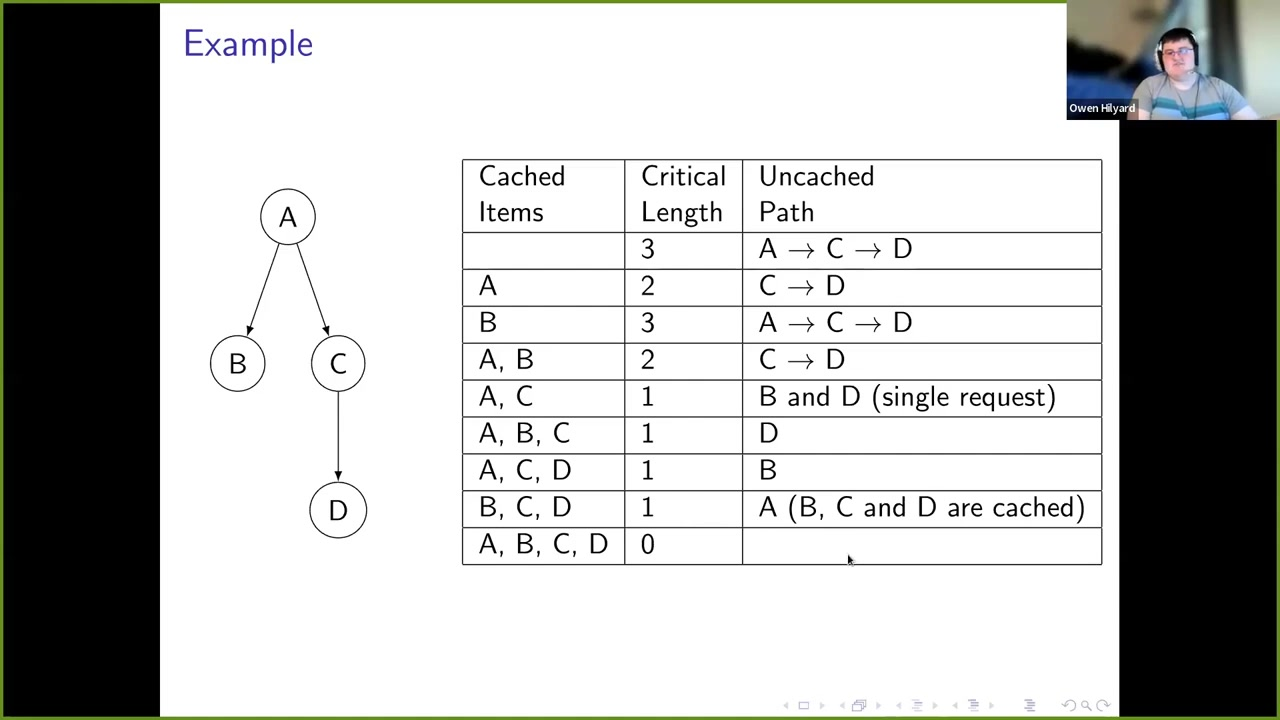 Example
Owen Hilyard
A
B
C
D
Cached Items
Critical Length
Uncached Path
3
A → C → D
A
2
C → D
B
3
A → C → D
A, B
2
C → D
A, C
1
B and D (single request)
A, B, C
1
D
A, C, D
1
B
B, C, D
1
A (B, C and D are cached)
A, B, C, D
0